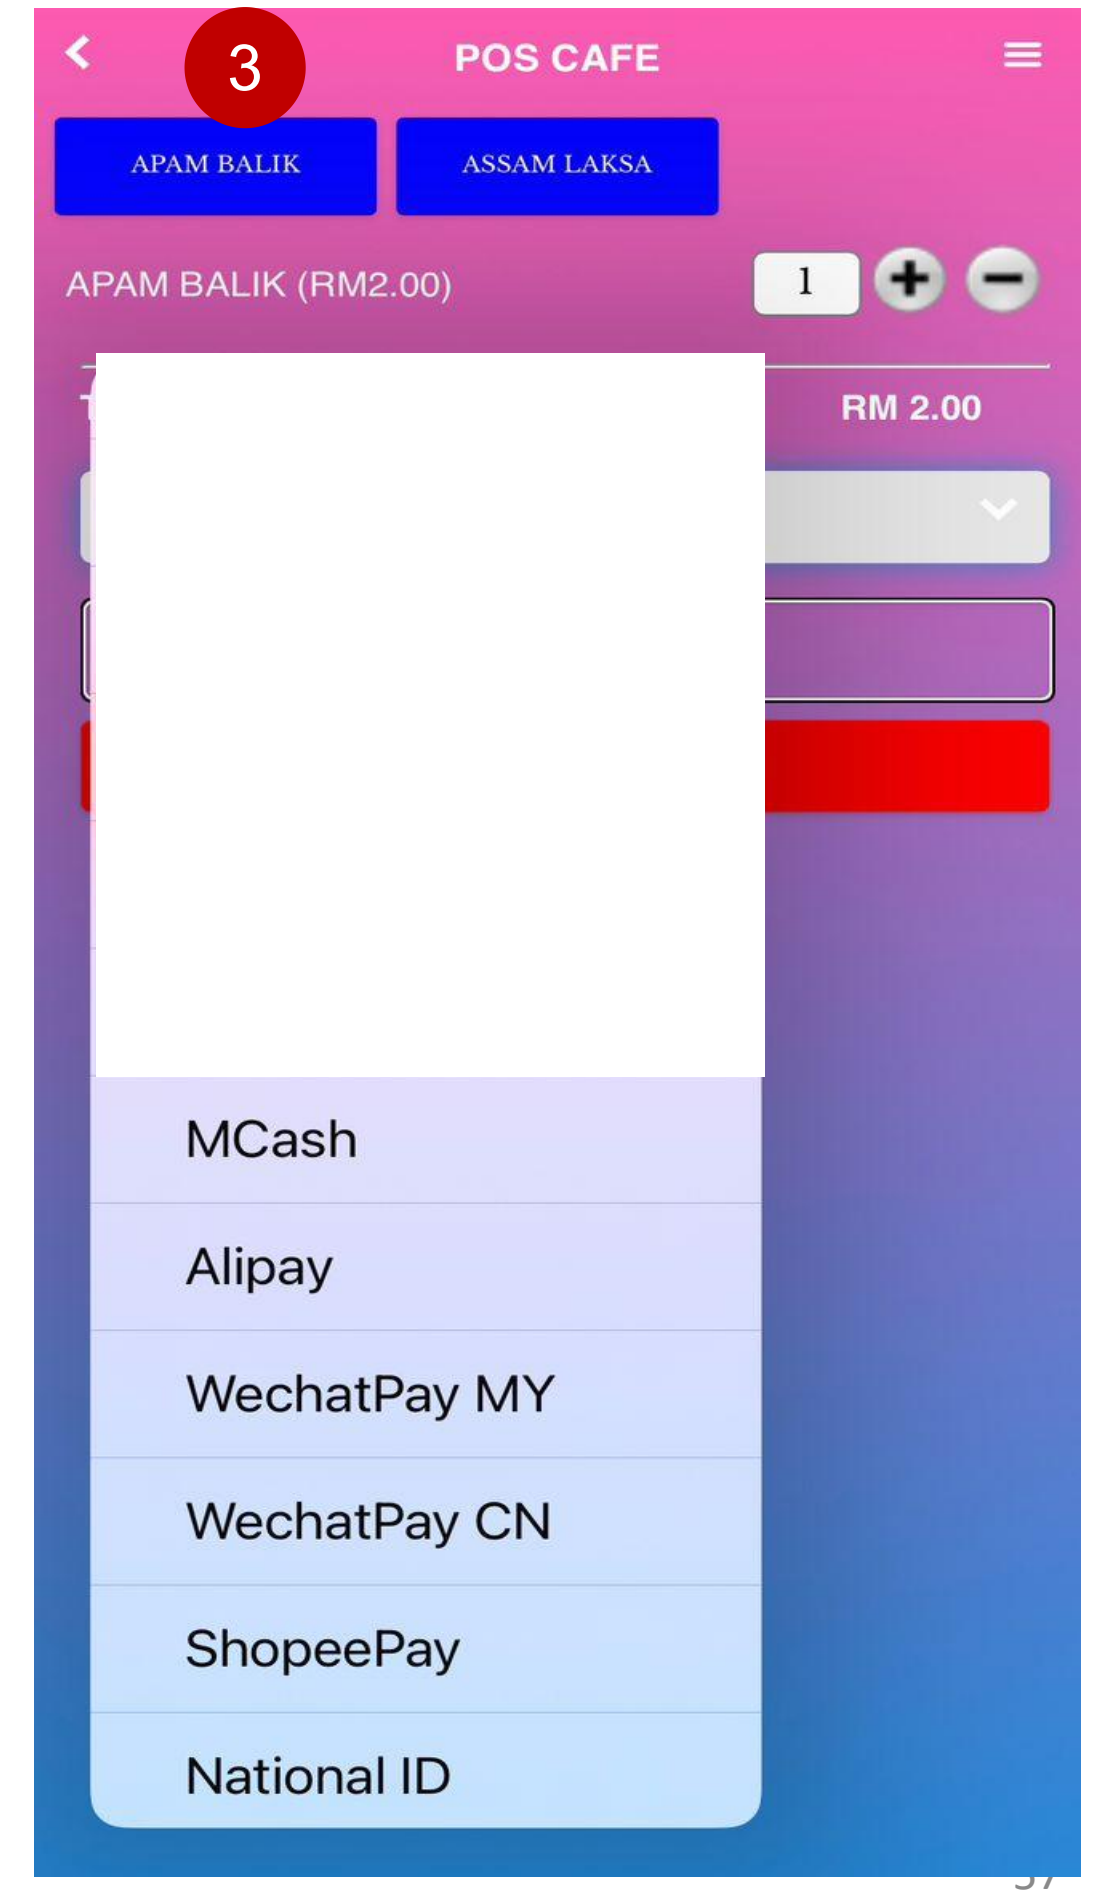 3
POS CAFE
APAM BALIK
ASSAM LAKSA
APAM BALIK (RM2.00)
1
RM 2.00
MCash
Alipay
WechatPay MY
WechatPay CN
ShopeePay
National ID